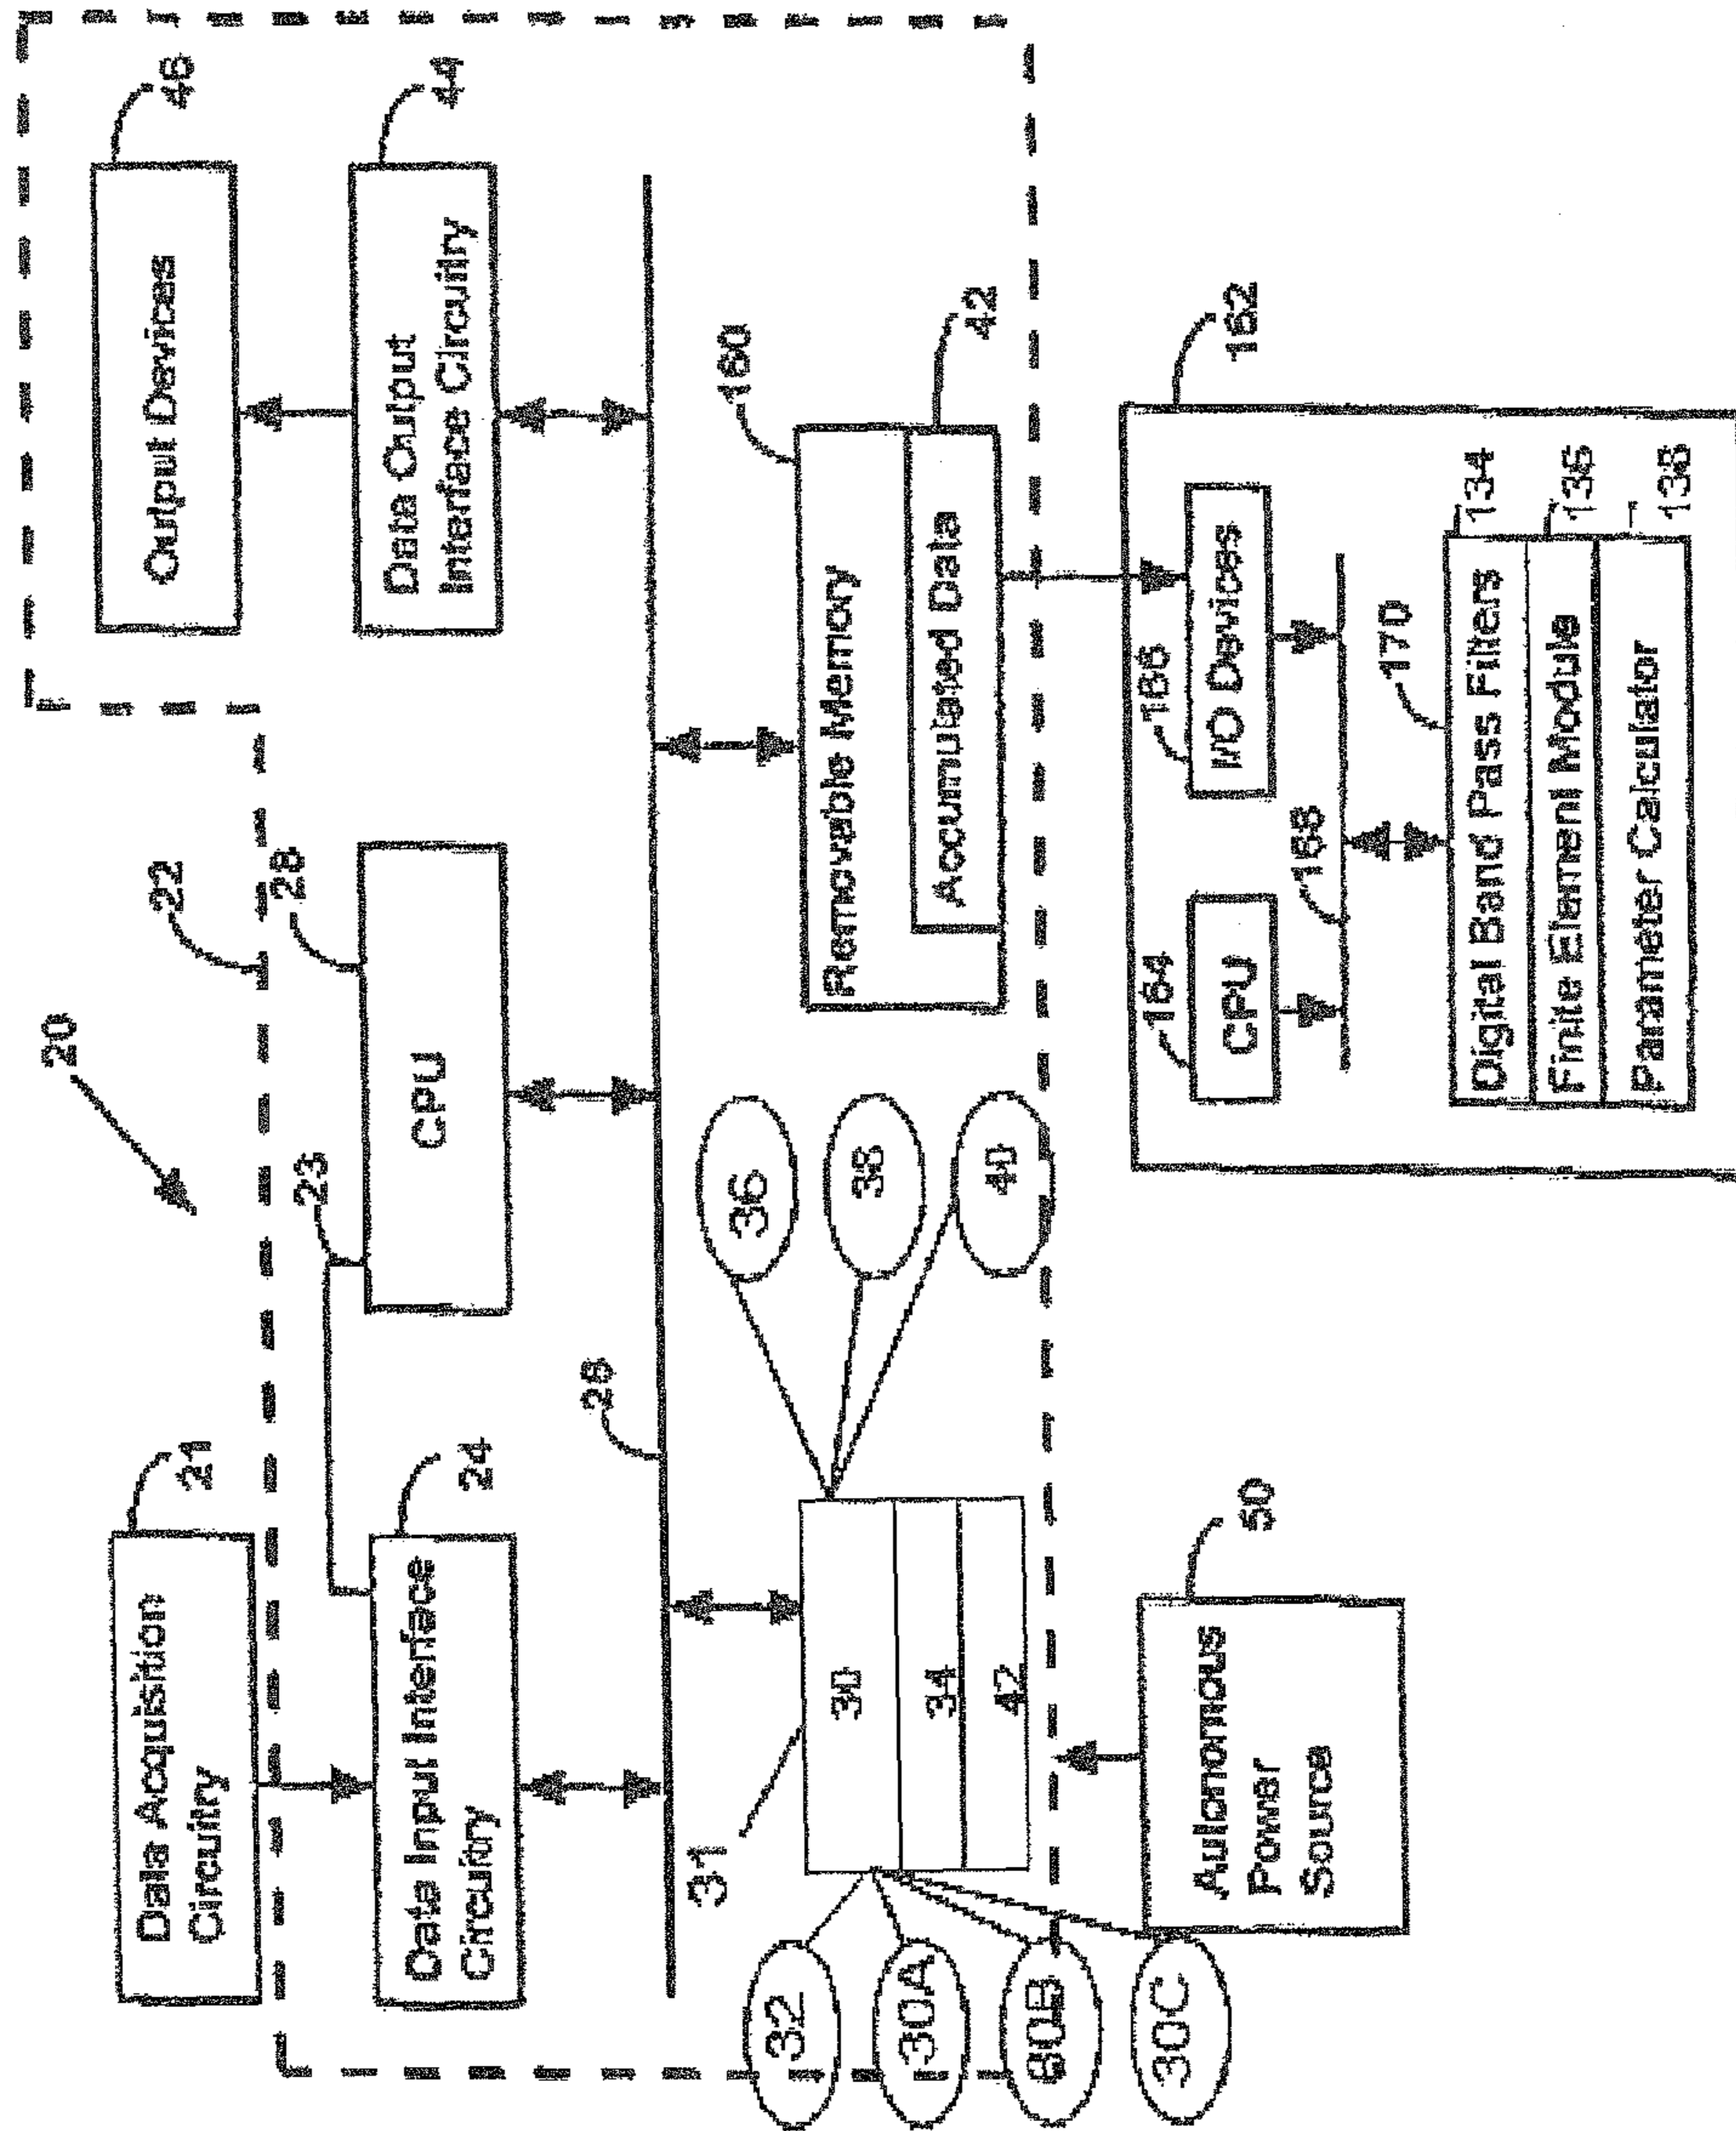 20
Data Acquisition
Circuitry
21
22
Output Devices
46
23
28
Data Input Interface
Circuitry
24
CPU
Data Output
Interface Circuitry
44
26
31
30
34
42
36
38
40
32
30A
30B
30C
Removable Memory
160
Accumulated Data
42
Autonomous
Power
Source
50
162
164
CPU
166
I/O Devices
168
170
Digital Band Pass Filters
134
Finite Element Module
136
Parameter Calculator
138